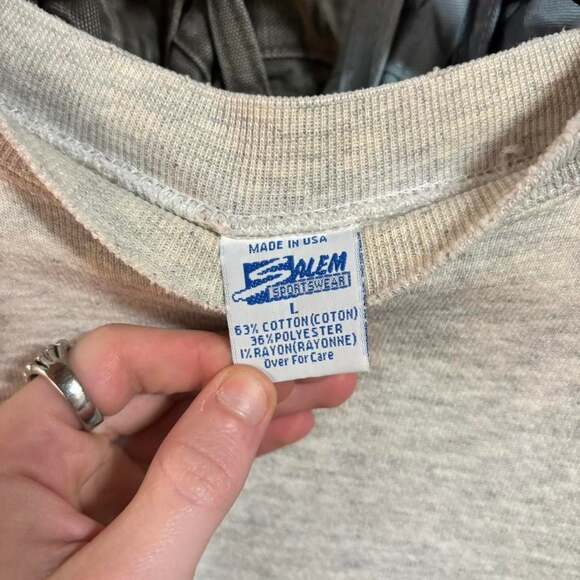 MADE IN USA
SALEM
SPORTSWEAR
L
63% COTTON(COTON)
36% POLYESTER
1% RAYON(RAYONNE)
Over For Care